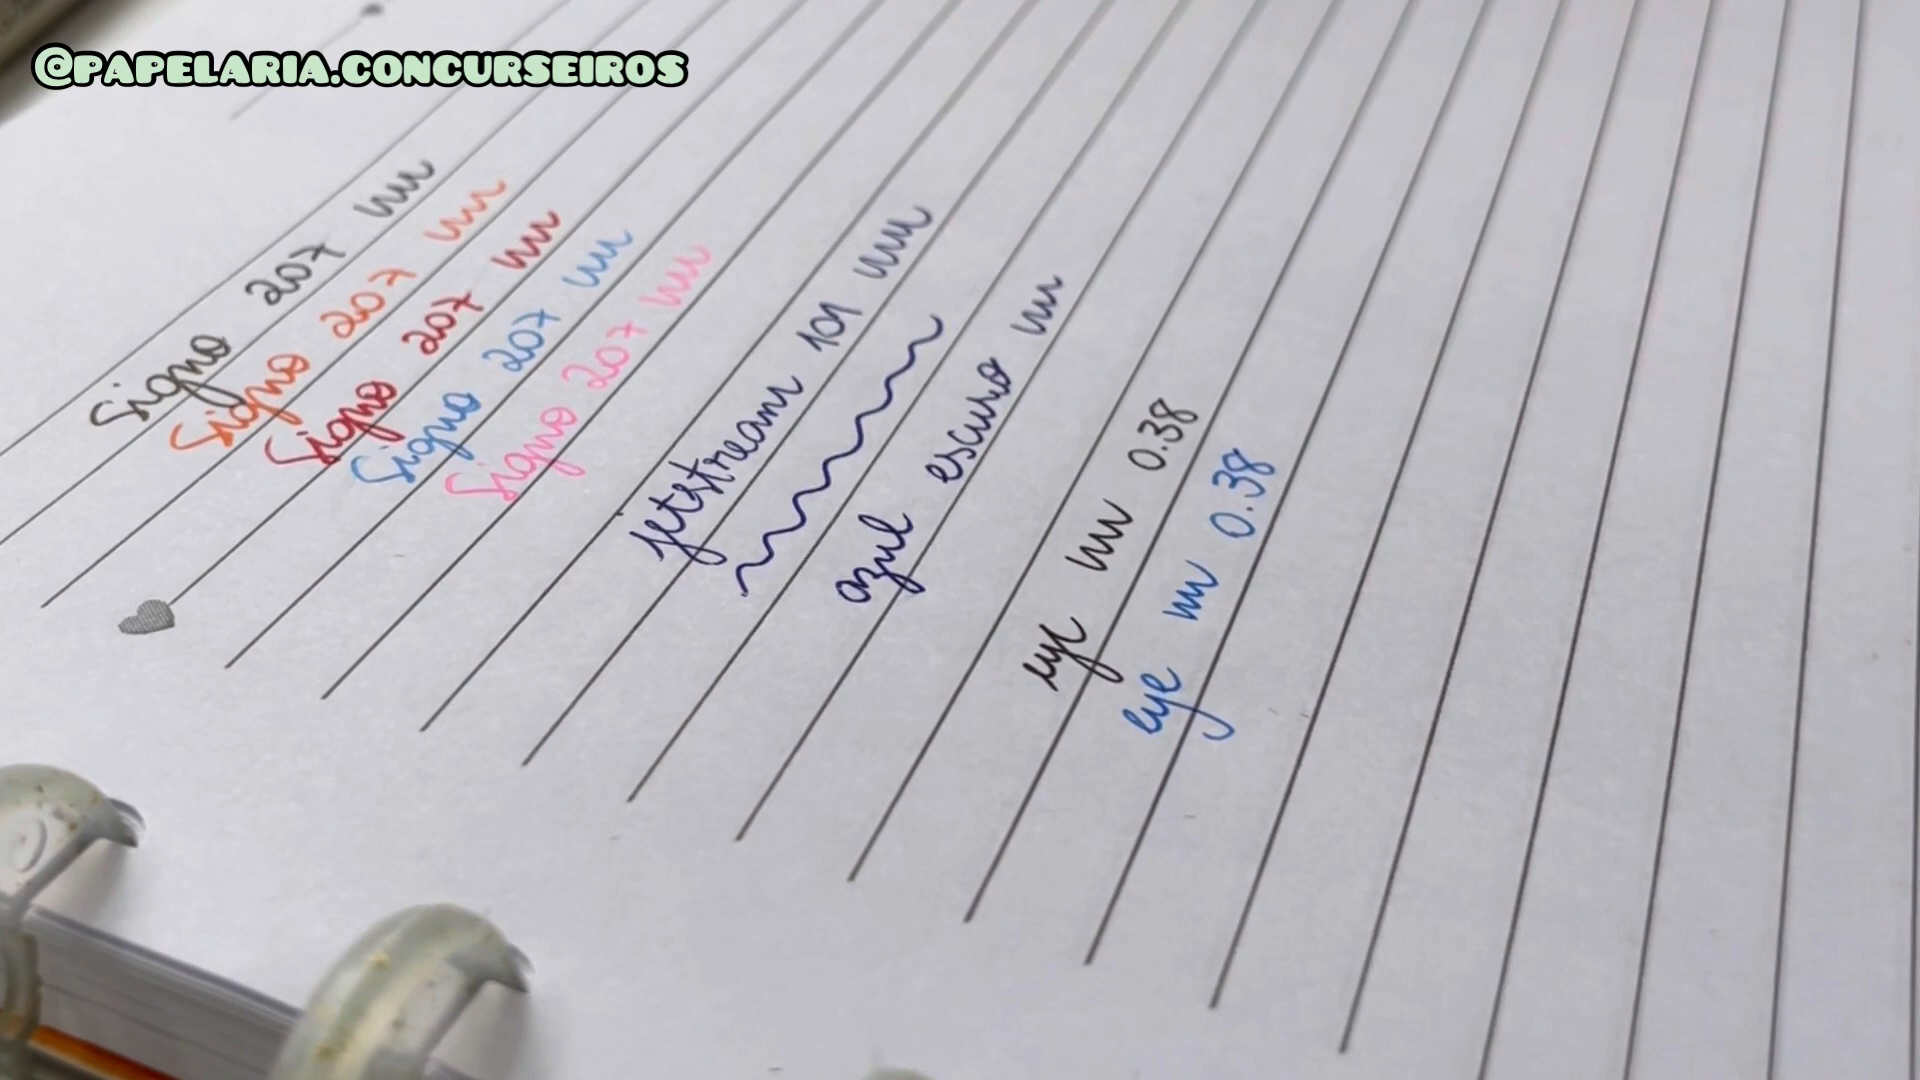 @PAPELARIA.CONCURSEIROS
Signo 207
Signo 207
Signo 207
Signo 207
Signo 207
jetstream 101
azul escuro
eye 0.38
eye 0.38